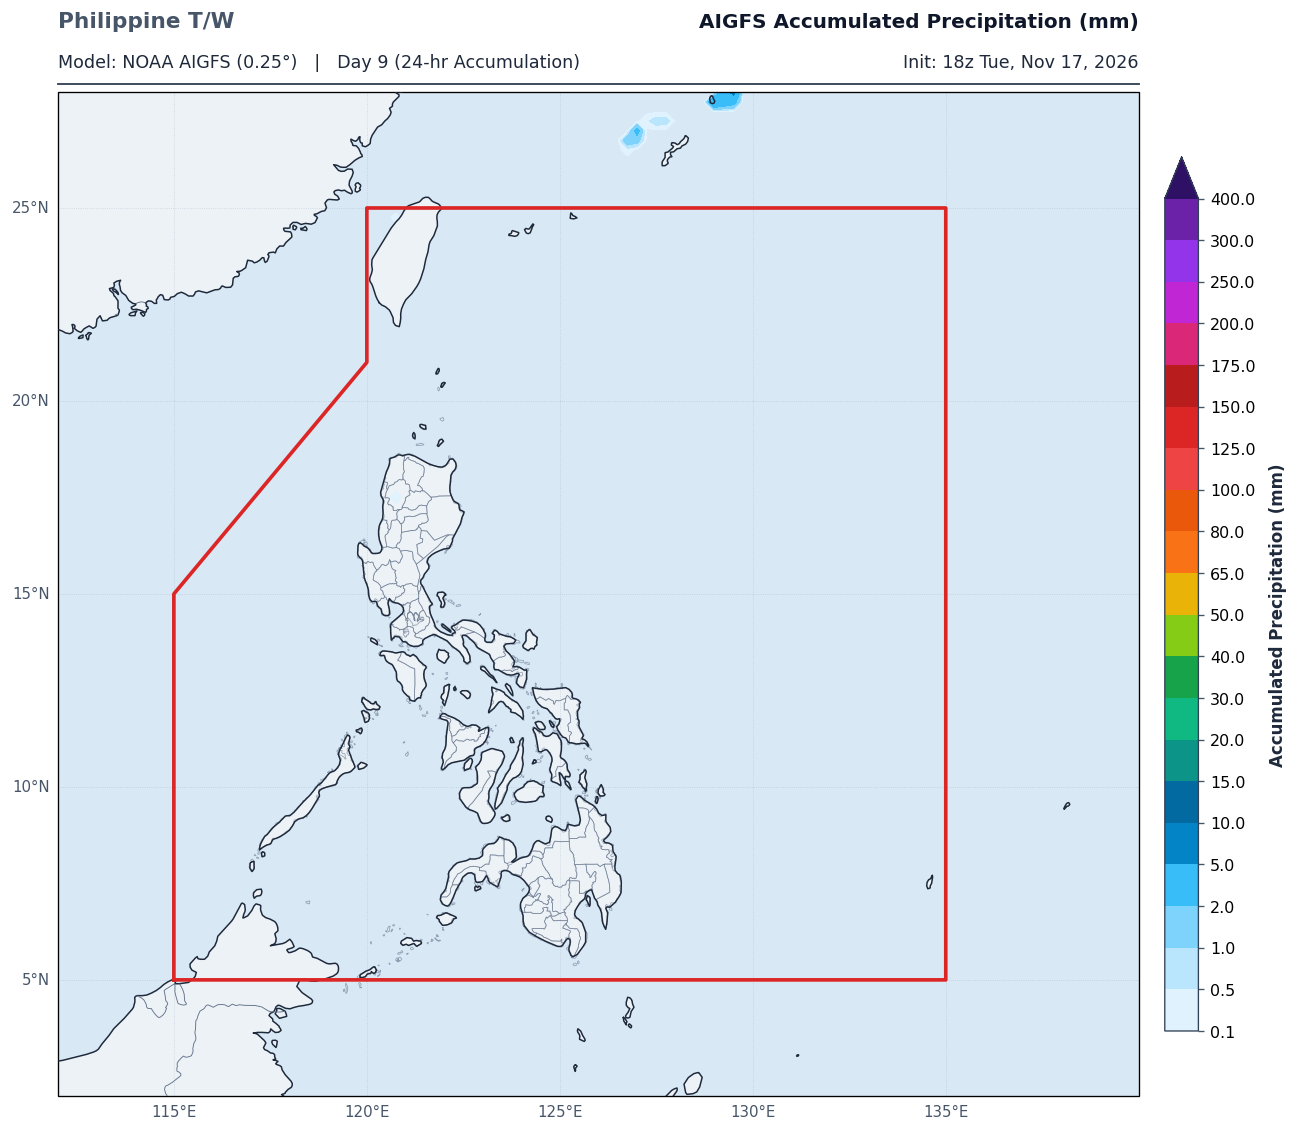 Philippine T/W
AIGFS Accumulated Precipitation (mm)
Model: NOAA AIGFS (0.25°) | Day 9 (24-hr Accumulation)
Init: 18z Tue, Nov 17, 2026
25°N
20°N
15°N
10°N
5°N
115°E
120°E
125°E
130°E
135°E
400.0
300.0
250.0
200.0
175.0
150.0
125.0
100.0
80.0
65.0
50.0
40.0
30.0
20.0
15.0
10.0
5.0
2.0
1.0
0.5
0.1
Accumulated Precipitation (mm)